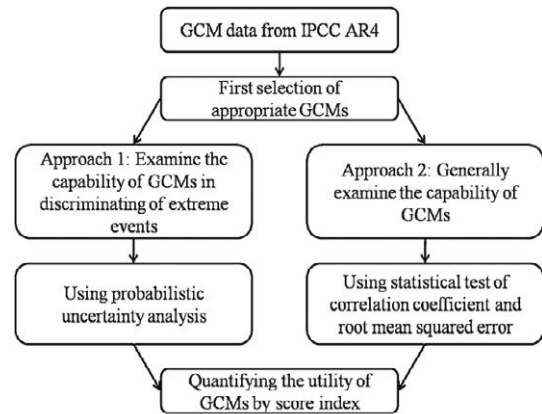 GCM data from IPCC AR4
First selection of
appropriate GCMs
Approach 1: Examine the
capability of GCMs in
discriminating of extreme
events
Approach 2: Generally
examine the capability of
GCMs
Using probabilistic
uncertainty analysis
Using statistical test of
correlation coefficient and
root mean squared error
Quantifying the utility of
GCMs by score index